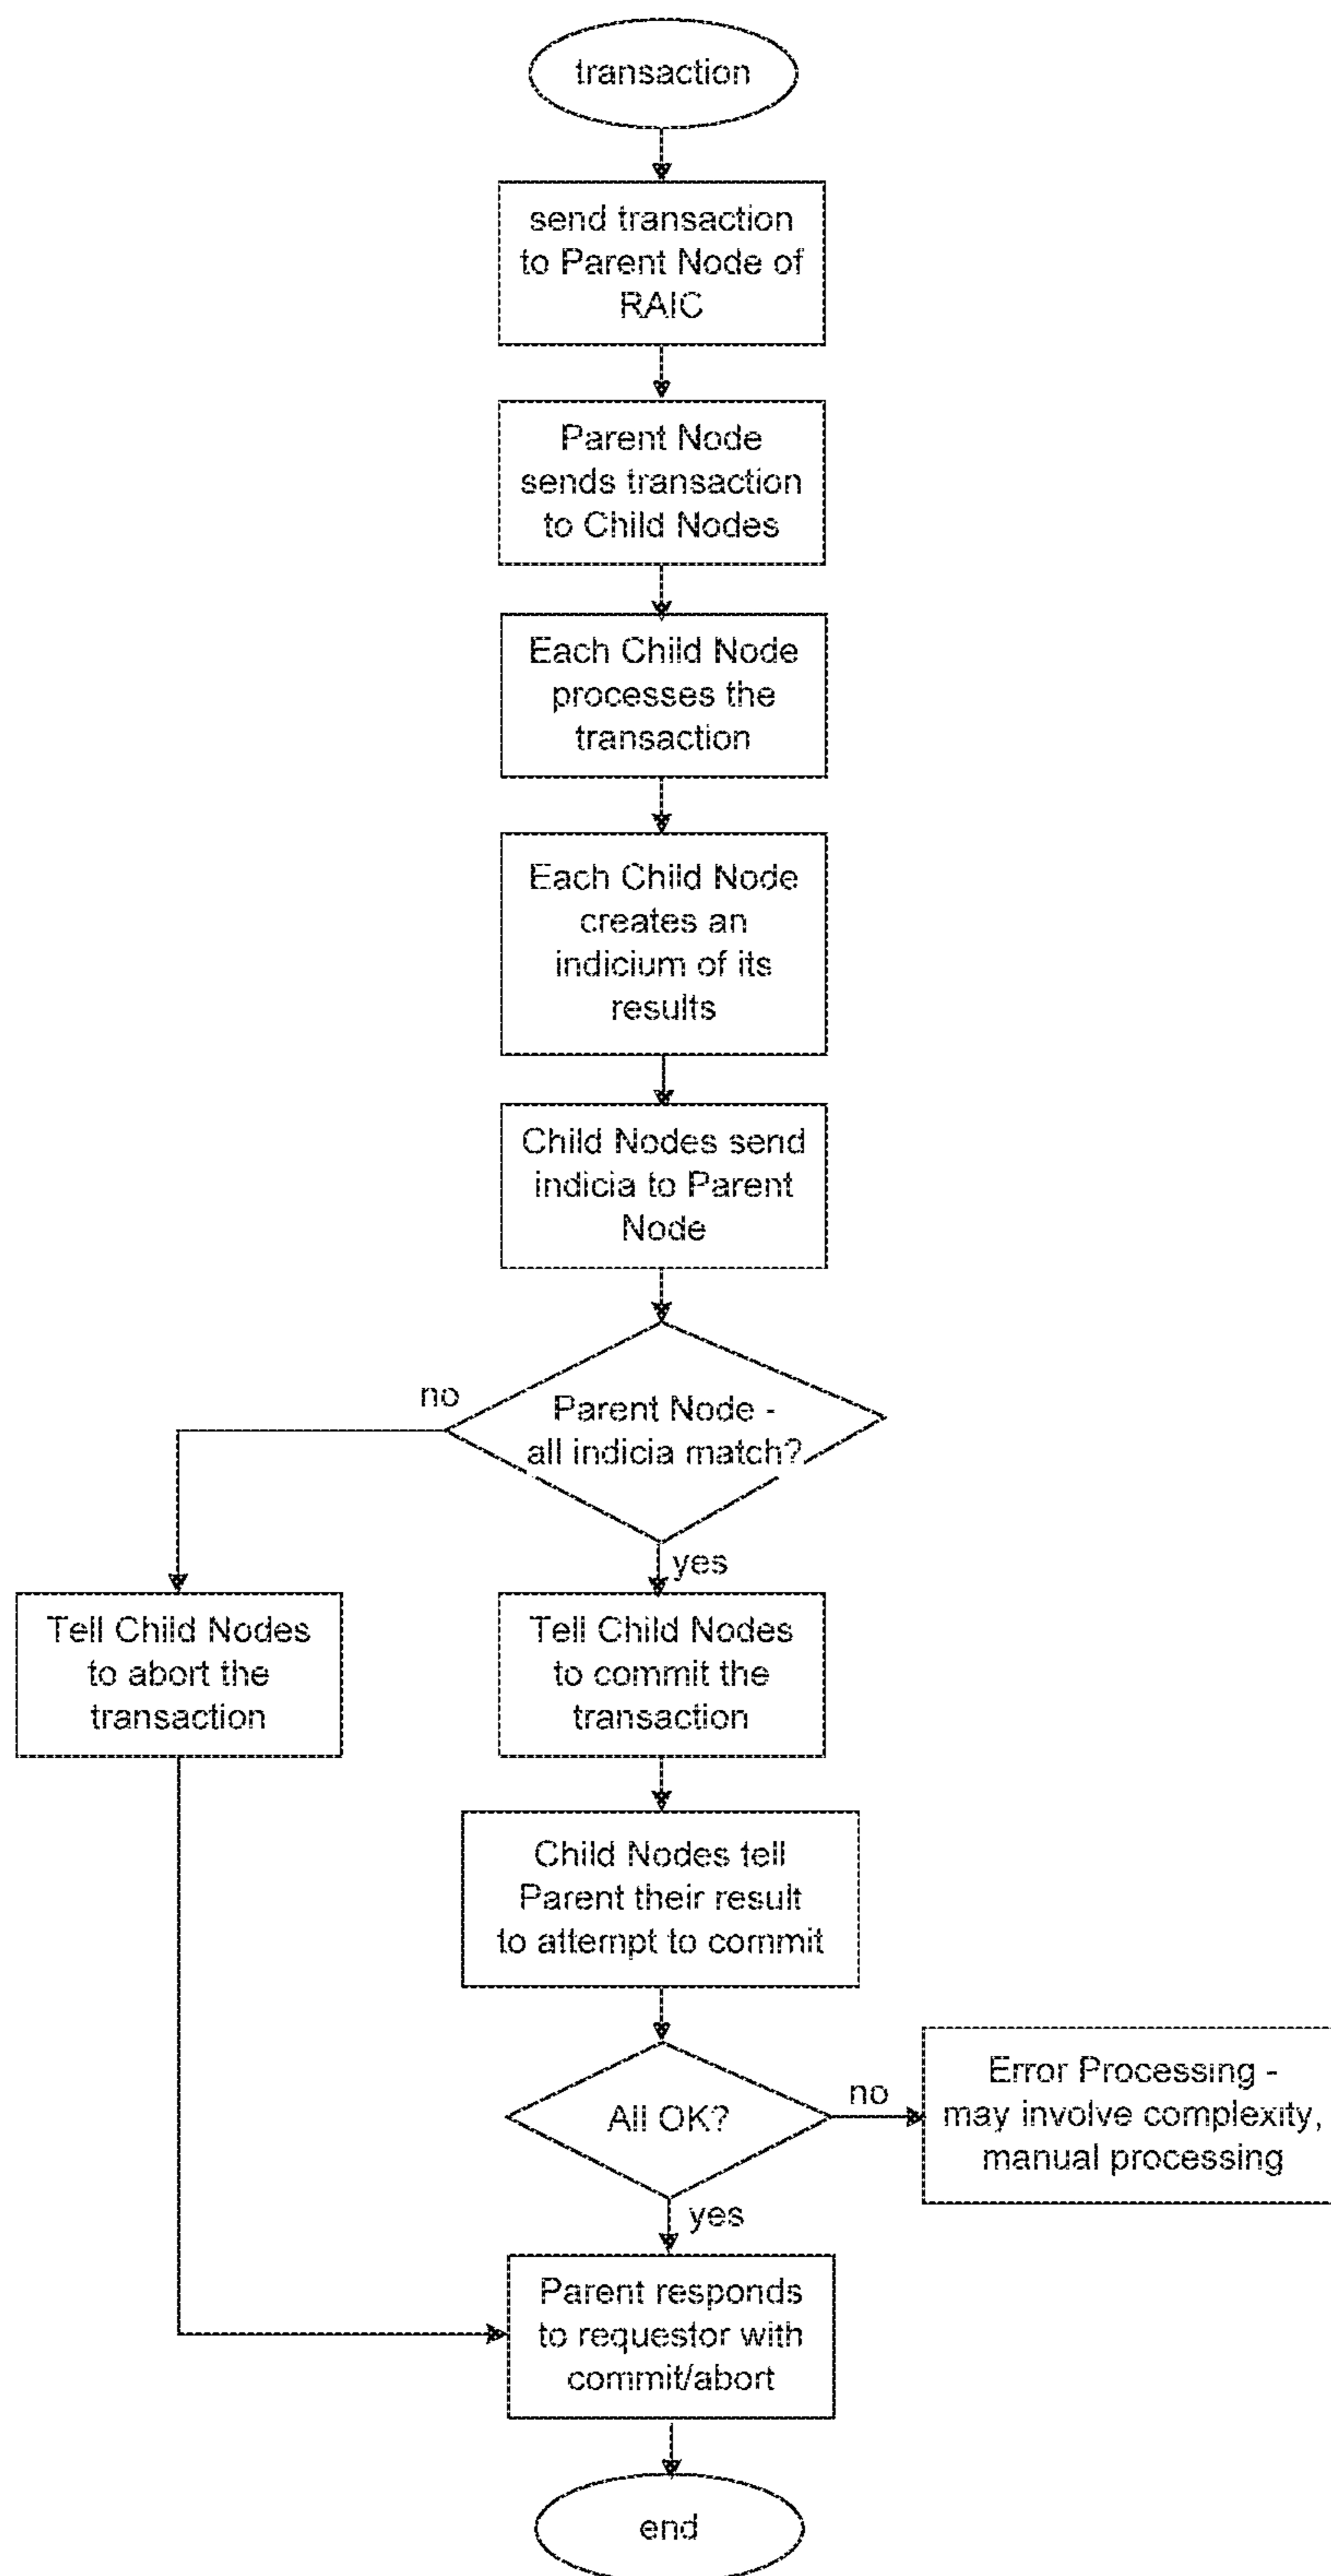 transaction
send transaction
to Parent Node of
RAIC
Parent Node
sends transaction
to Child Nodes
Each Child Node
processes the
transaction
Each Child Node
creates an
indicium of its
results
Child Nodes send
indicia to Parent
Node
no
Parent Node -
all indicia match?
yes
Tell Child Nodes
to abort the
transaction
Tell Child Nodes
to commit the
transaction
Child Nodes tell
Parent their result
to attempt to commit
All OK?
no
Error Processing -
may involve complexity,
manual processing
yes
Parent responds
to requestor with
commit/abort
end